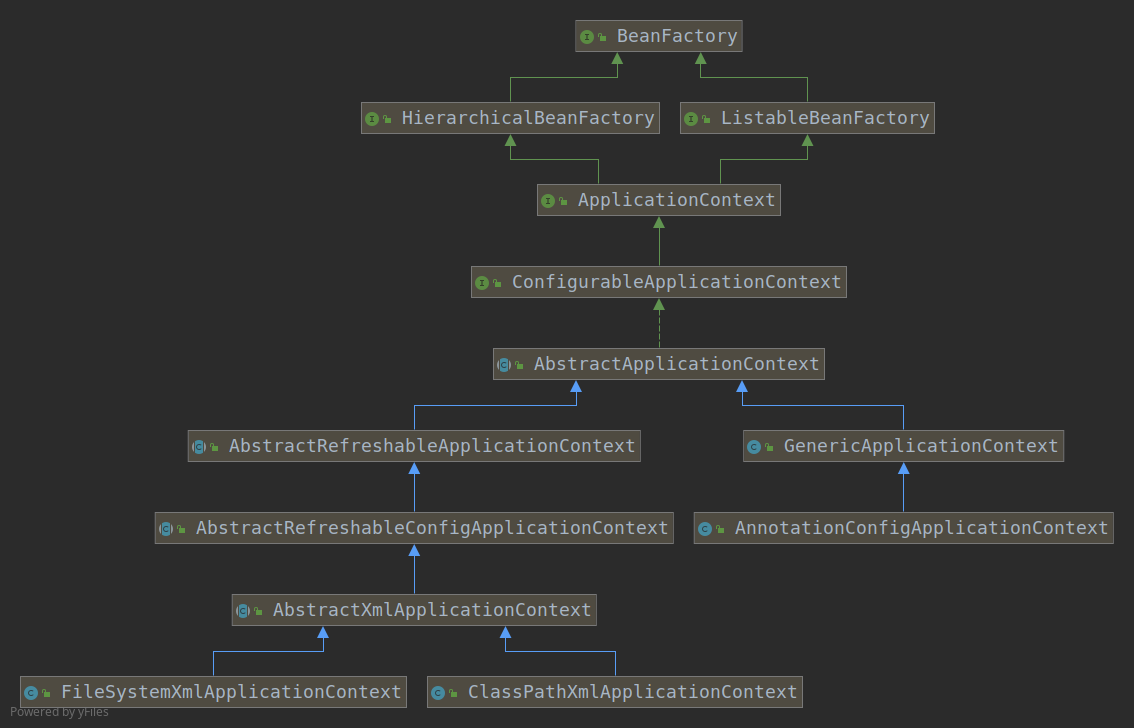 BeanFactory
HierarchicalBeanFactory
ListableBeanFactory
ApplicationContext
ConfigurableApplicationContext
AbstractApplicationContext
AbstractRefreshableApplicationContext
GenericApplicationContext
AbstractRefreshableConfigApplicationContext
AnnotationConfigApplicationContext
AbstractXmlApplicationContext
FileSystemXmlApplicationContext
ClassPathXmlApplicationContext
Powered by yFiles